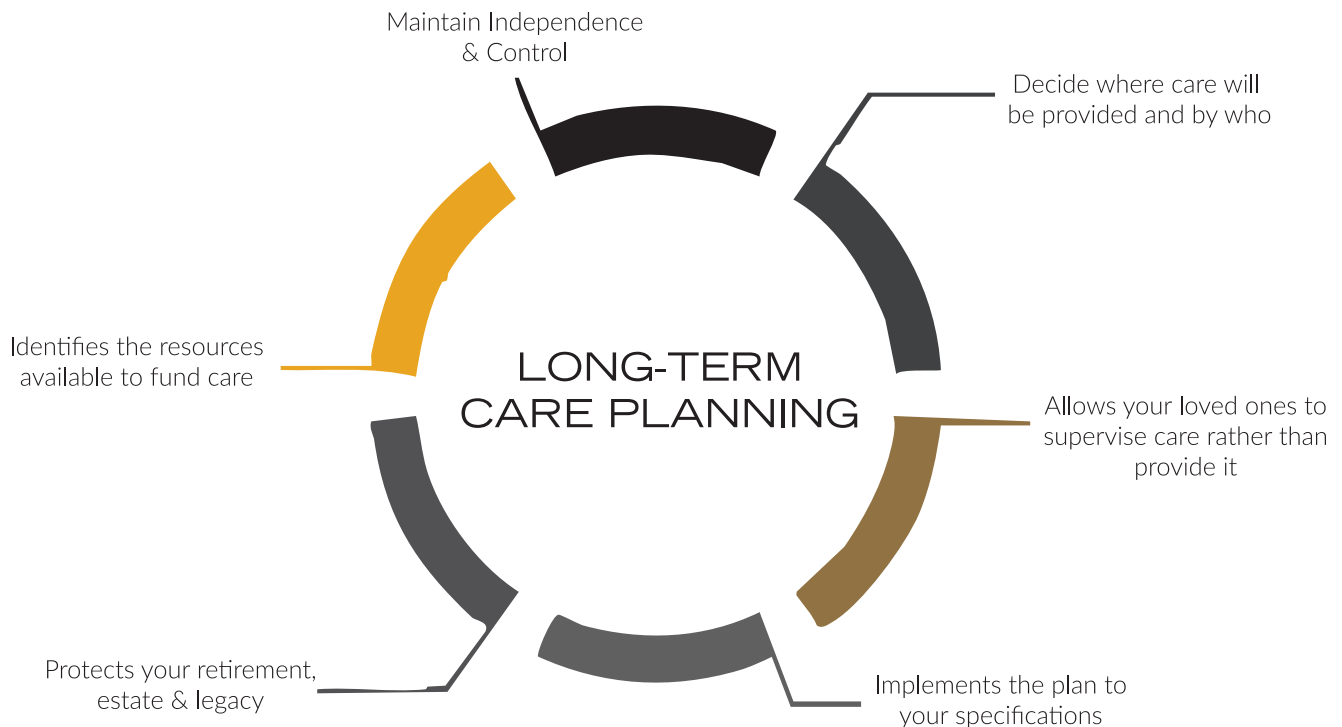 Maintain Independence
& Control
Decide where care will
be provided and by who
Identifies the resources
available to fund care
LONG-TERM
CARE PLANNING
Allows your loved ones to
supervise care rather than
provide it
Protects your retirement,
estate & legacy
Implements the plan to
your specifications